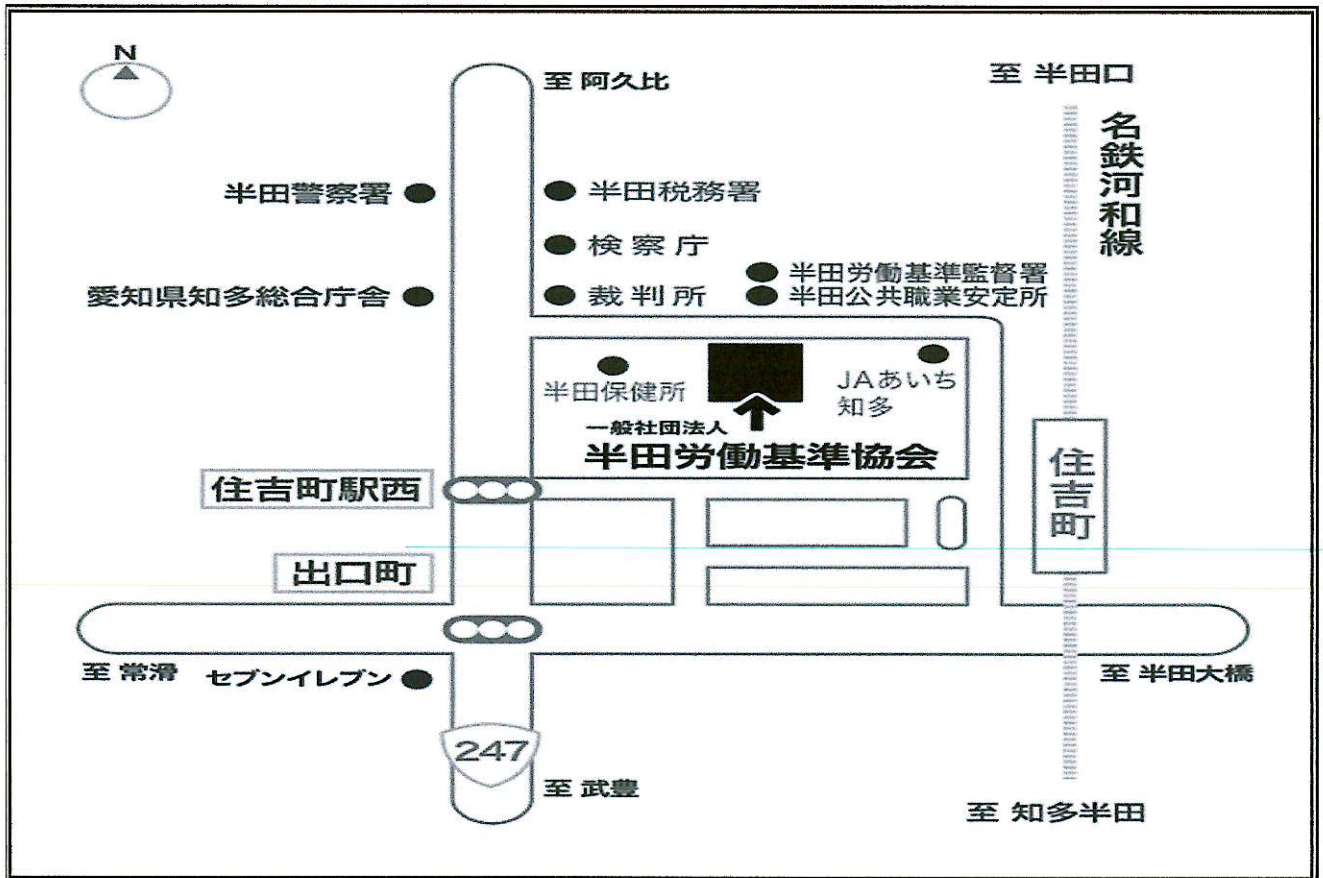 N
至 阿久比
至 半田口
名鉄河和線
半田警察署
半田税務署
検察庁
半田労働基準監督署
愛知県知多総合庁舎
裁判所
半田公共職業安定所
半田保健所
JAあいち
知多
一般社団法人
半田労働基準協会
住吉町駅西
住吉町
出口町
至 常滑
セブンイレブン
至 半田大橋
247
至 武豊
至 知多半田